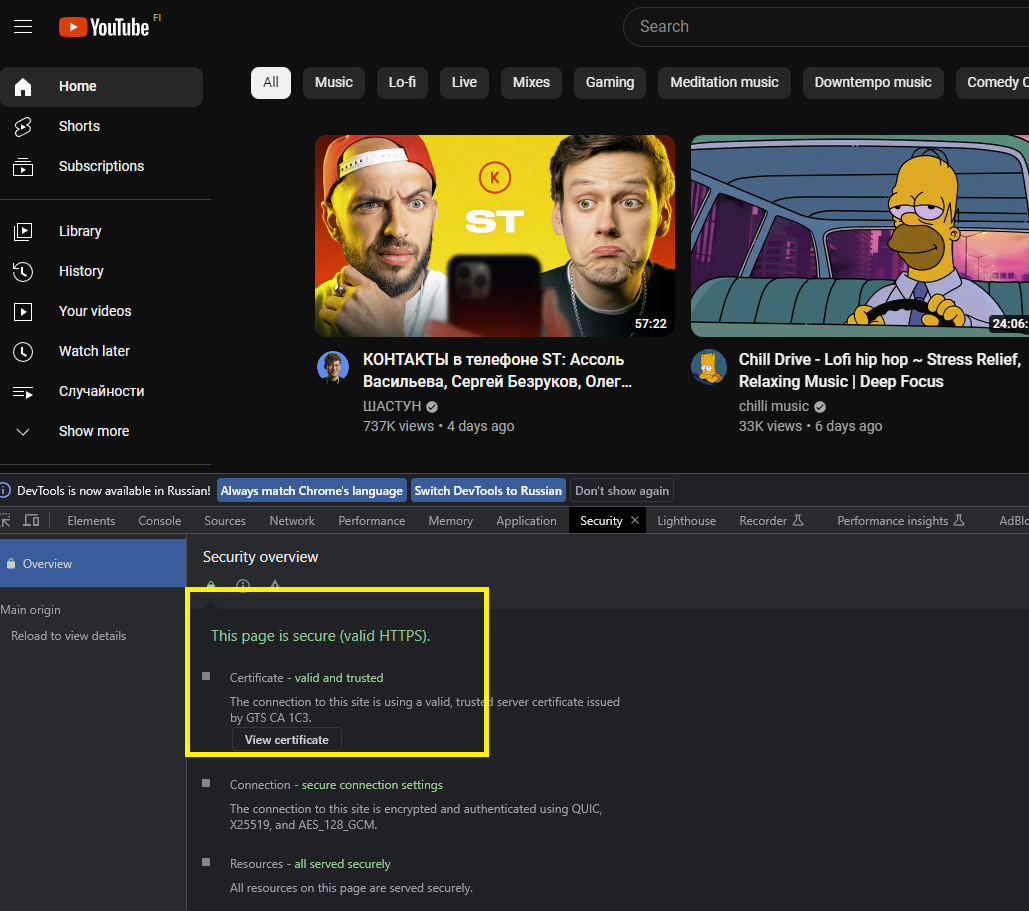 YouTube FI
Search
Home
Shorts
Subscriptions
Library
History
Your videos
Watch later
Случайности
Show more
All
Music
Lo-fi
Live
Mixes
Gaming
Meditation music
Downtempo music
Comedy C
K
ST
57:22
КОНТАКТЫ в телефоне ST: Ассоль
Васильева, Сергей Безруков, Олег...
ШАСТУН
737K views • 4 days ago
24:06:
Chill Drive - Lofi hip hop ~ Stress Relief,
Relaxing Music | Deep Focus
chilli music
33K views • 6 days ago
DevTools is now available in Russian!
Always match Chrome's language
Switch DevTools to Russian
Don't show again
Elements
Console
Sources
Network
Performance
Memory
Application
Security
Lighthouse
Recorder
Performance insights
AdBlo
Overview
Main origin
Reload to view details
Security overview
This page is secure (valid HTTPS).
Certificate - valid and trusted
The connection to this site is using a valid, trusted server certificate issued
by GTS CA 1C3.
View certificate
Connection - secure connection settings
The connection to this site is encrypted and authenticated using QUIC,
X25519, and AES_128_GCM.
Resources - all served securely
All resources on this page are served securely.